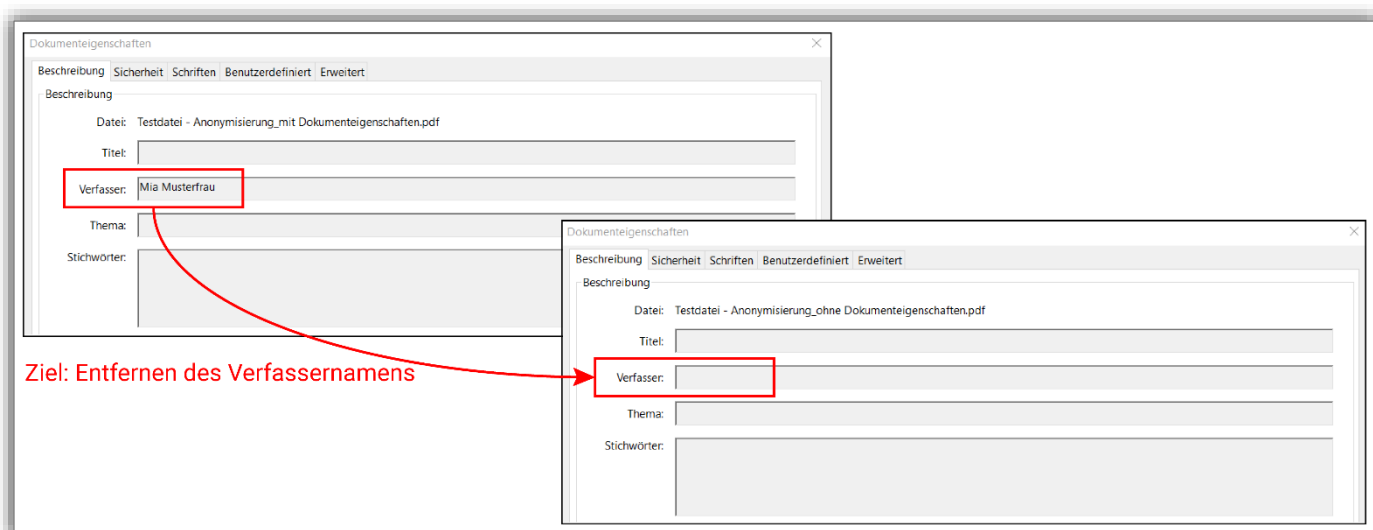 Dokumenteigenschaften
Beschreibung Sicherheit Schriften Benutzerdefiniert Erweitert
Beschreibung
Datei: Testdatei - Anonymisierung_mit Dokumenteigenschaften.pdf
Titel:
Verfasser: Mia Musterfrau
Thema:
Stichwörter:
Ziel: Entfernen des Verfassernamens
Dokumenteigenschaften
Beschreibung Sicherheit Schriften Benutzerdefiniert Erweitert
Beschreibung
Datei: Testdatei - Anonymisierung_ohne Dokumenteigenschaften.pdf
Titel:
Verfasser:
Thema:
Stichwörter: